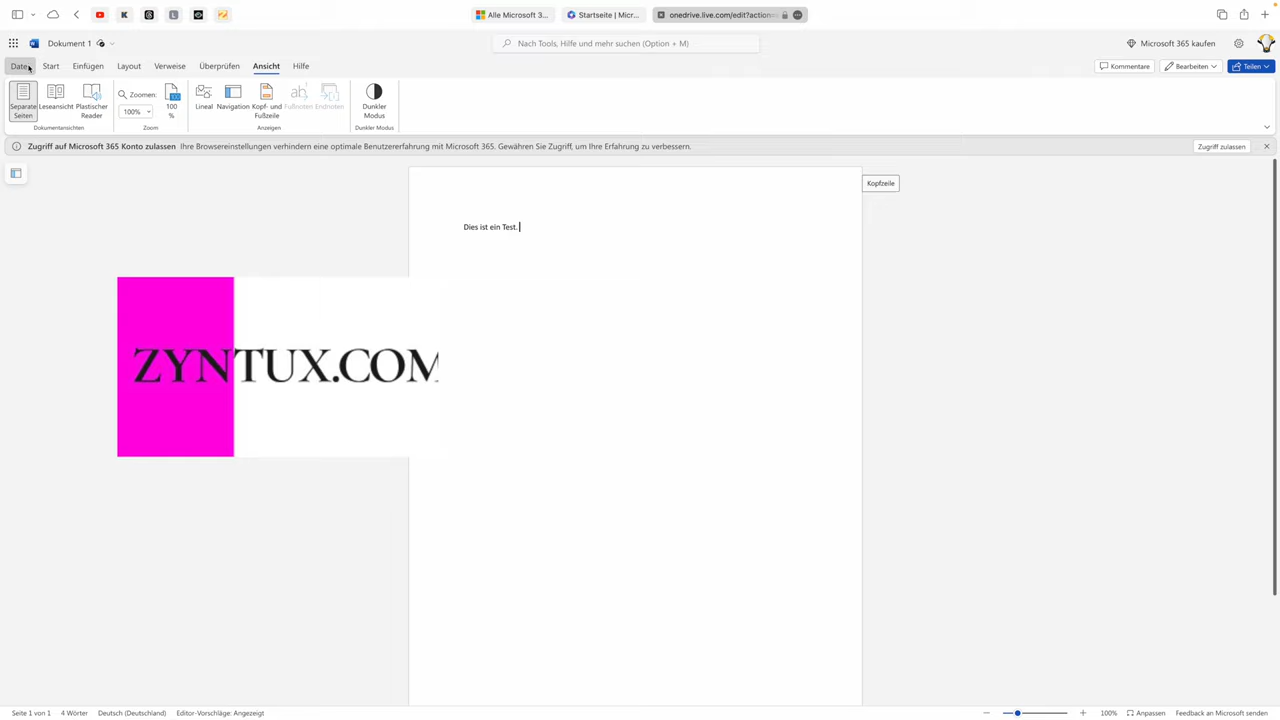 Alle Microsoft 3...
Startseite | Micr...
onedrive.live.com/edit?action=
Dokument 1
Nach Tools, Hilfe und mehr suchen (Option + M)
Microsoft 365 kaufen
Datei
Start
Einfügen
Layout
Verweise
Überprüfen
Ansicht
Hilfe
Kommentare
Bearbeiten
Teilen
Separate Seiten
Leseansicht
Plastischer Reader
Zoomen:
100%
100 %
Lineal
Navigation
Kopf- und Fußzeile
Fußnoten
Endnoten
Dunkler Modus
Dokumentansichten
Zoom
Anzeigen
Dunkler Modus
Zugriff auf Microsoft 365 Konto zulassen Ihre Browsereinstellungen verhindern eine optimale Benutzererfahrung mit Microsoft 365. Gewähren Sie Zugriff, um Ihre Erfahrung zu verbessern.
Zugriff zulassen
Kopfzeile
Dies ist ein Test.
ZYNTUX.COM
Seite 1 von 1
4 Wörter
Deutsch (Deutschland)
Editor-Vorschläge: Angezeigt
100%
Anpassen
Feedback an Microsoft senden